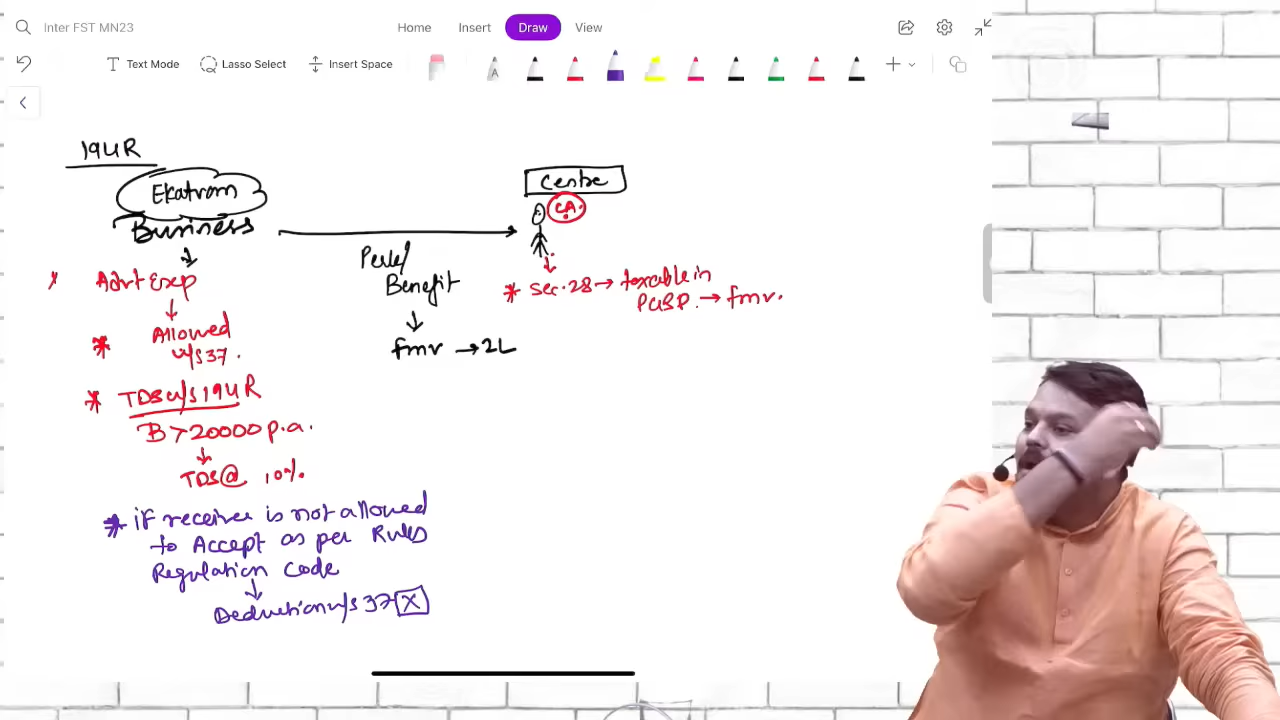 Inter FST MN23
Home Insert Draw View
Text Mode Lasso Select Insert Space
194R
Ekatvam
Business
Centre
CA.
Perk/
Benefit
fmv → 2L
* Sec.28 → taxable in
PGBP. → fmv.
Advt Exep
Allowed
u/s 37.
* TDS u/s 194R
B > 20000 p.a.
TDS@ 10%
* if receiver is not allowed
to Accept as per Rules
Regulation Code
Deduction u/s 37 X